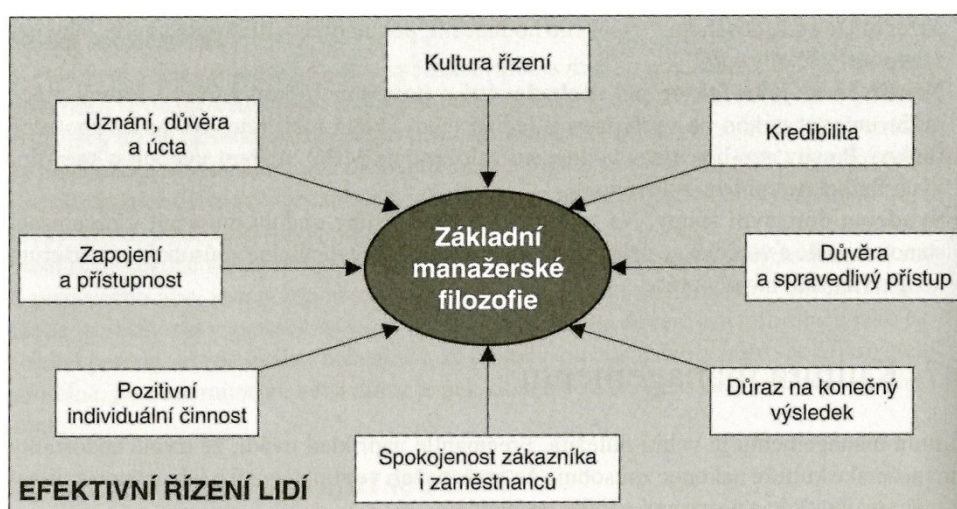 Kultura řízení
Uznání, důvěra
a úcta
Kredibilita
Základní
manažerské
filozofie
Zapojení
a přístupnost
Důvěra
a spravedlivý přístup
Pozitivní
individuální činnost
Důraz na konečný
výsledek
Spokojenost zákazníka
a zaměstnanců
EFEKTIVNÍ ŘÍZENÍ LIDÍ